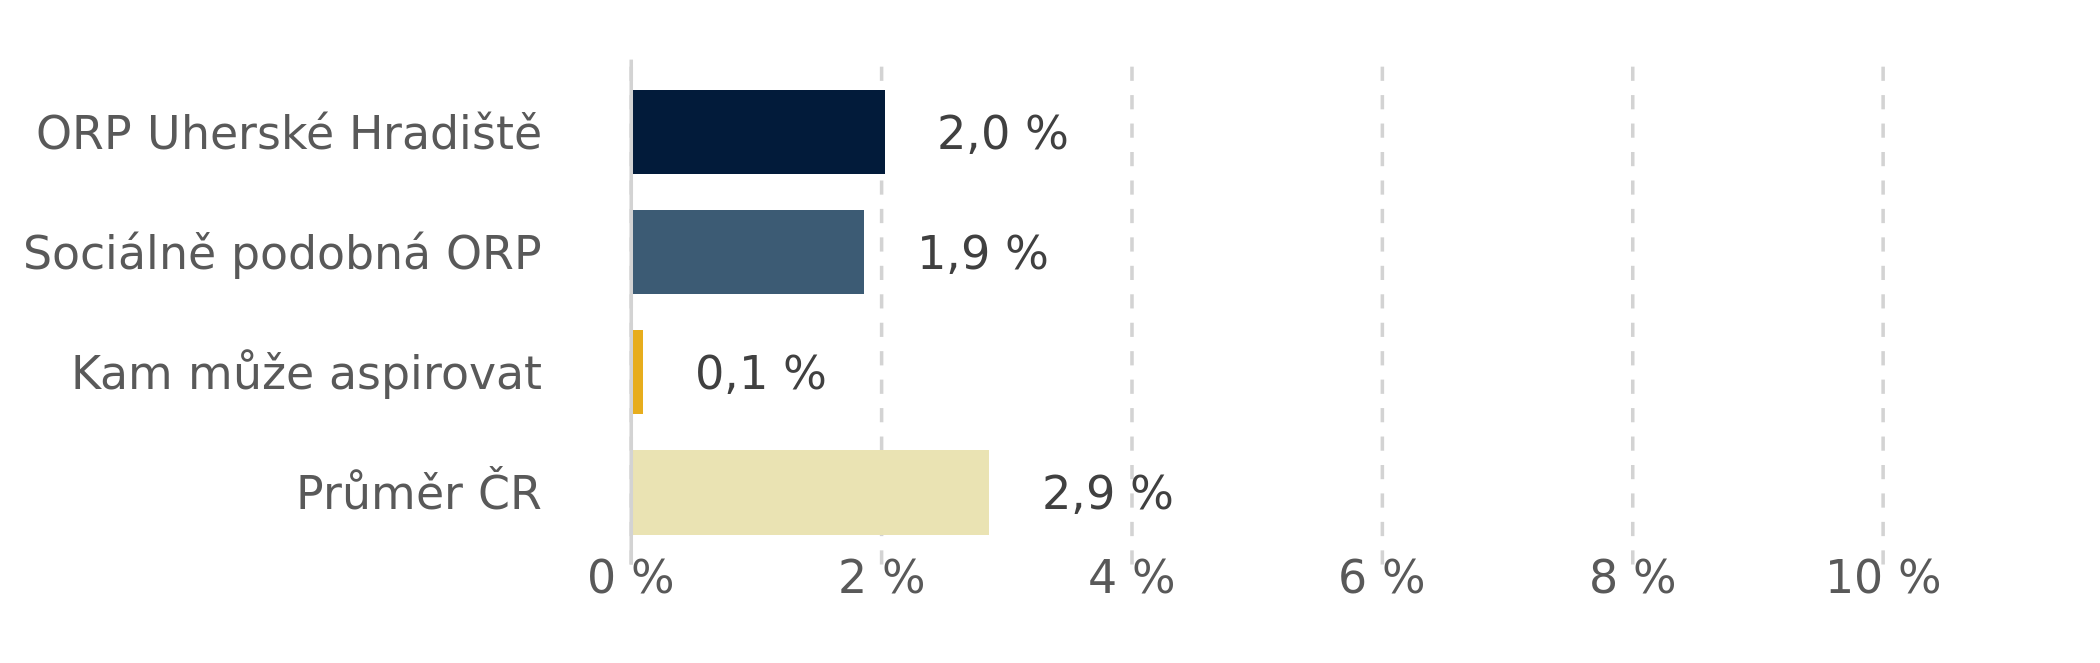 ORP Uherské Hradiště 2,0 %
Sociálně podobná ORP 1,9 %
Kam může aspirovat 0,1 %
Průměr ČR 2,9 %
0 % 2 % 4 % 6 % 8 % 10 %